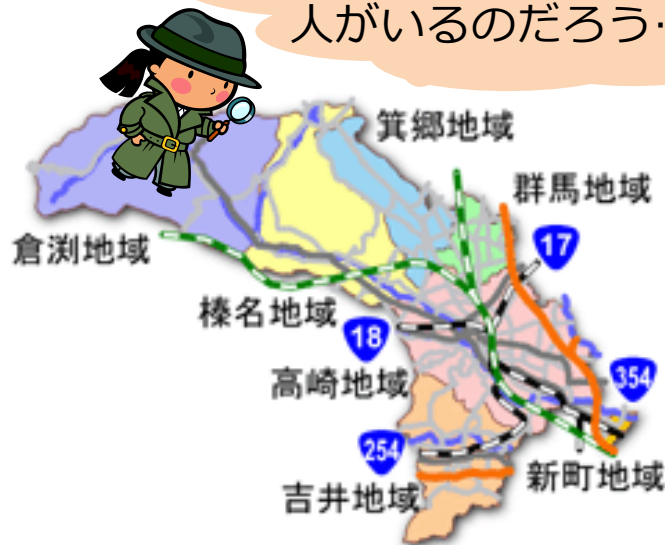 人がいるのだろう・
箕郷地域
群馬地域
17
倉渕地域
榛名地域
18
高崎地域
354
254
新町地域
吉井地域